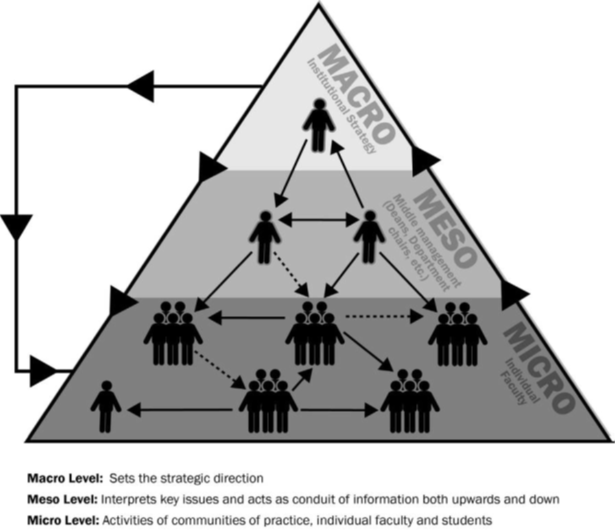 MACRO
Institutional Strategy
MESO
Middle management
(Deans, Department
chairs, etc.)
MICRO
Individual
Faculty
Macro Level: Sets the strategic direction
Meso Level: Interprets key issues and acts as conduit of information both upwards and down
Micro Level: Activities of communities of practice, individual faculty and students